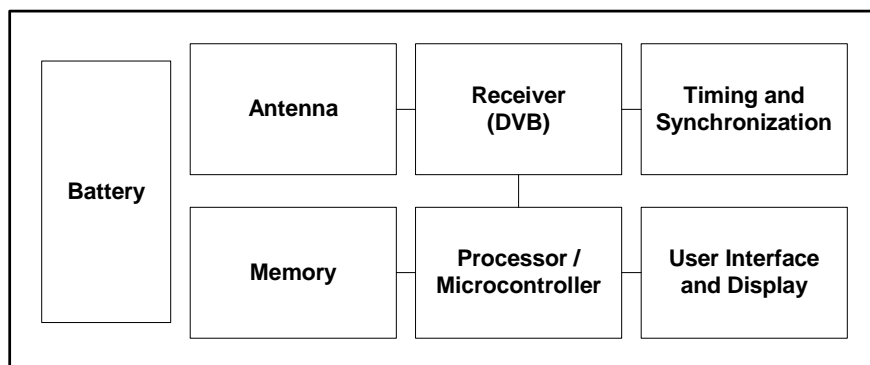 Battery
Antenna
Receiver
(DVB)
Timing and
Synchronization
Memory
Processor /
Microcontroller
User Interface
and Display